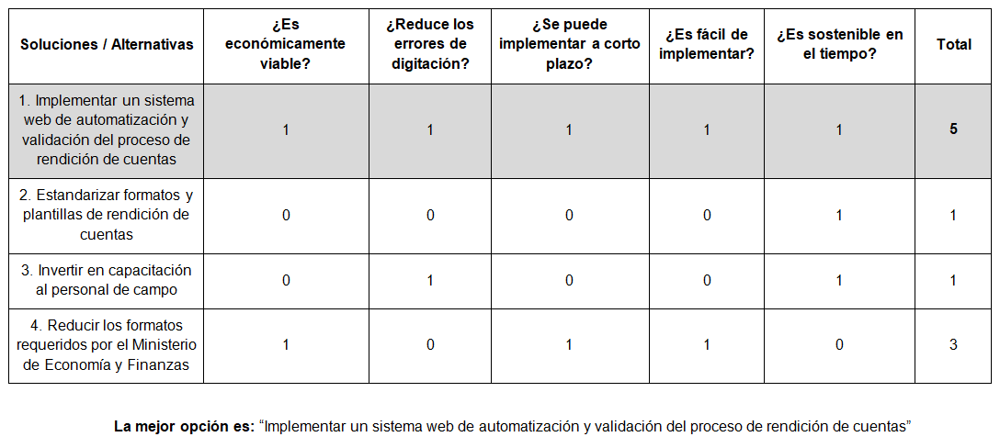 Soluciones / Alternativas
¿Es
económicamente
viable?
¿Reduce los
errores de
digitación?
¿Se puede
implementar a corto
plazo?
¿Es fácil de
implementar?
¿Es sostenible en
el tiempo?
Total
1. Implementar un sistema
web de automatización y
validación del proceso de
rendición de cuentas
1
1
1
1
1
5
2. Estandarizar formatos y
plantillas de rendición de
cuentas
0
0
0
0
1
1
3. Invertir en capacitación
al personal de campo
0
1
0
0
1
1
4. Reducir los formatos
requeridos por el Ministerio
de Economía y Finanzas
1
0
1
1
0
3
La mejor opción es: “Implementar un sistema web de automatización y validación del proceso de rendición de cuentas”